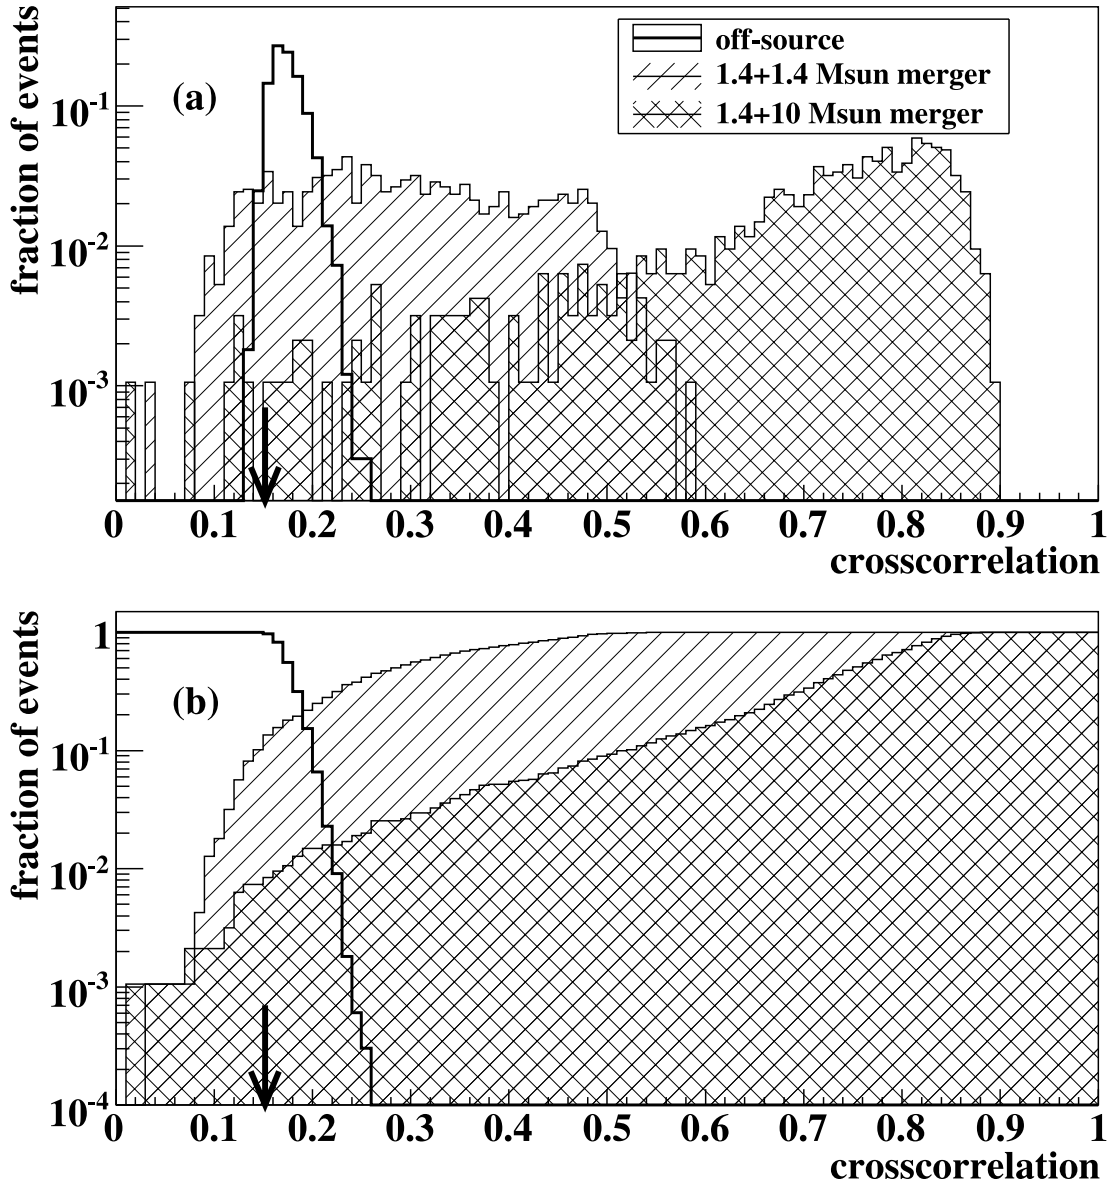 fraction of events
(a)
off-source
1.4+1.4 Msun merger
1.4+10 Msun merger
10^-1
10^-2
10^-3
0 0.1 0.2 0.3 0.4 0.5 0.6 0.7 0.8 0.9 1
crosscorrelation
fraction of events
(b)
1
10^-1
10^-2
10^-3
10^-4
0 0.1 0.2 0.3 0.4 0.5 0.6 0.7 0.8 0.9 1
crosscorrelation